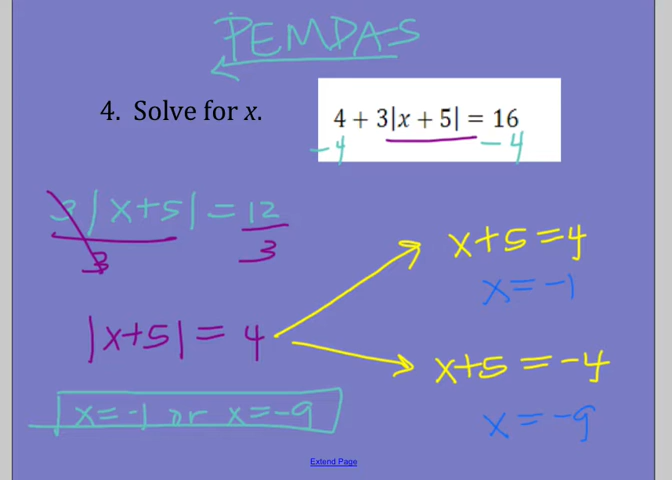 PEMDAS
4. Solve for x.
4 + 3|x + 5| = 16
-4 -4
3|x+5| = 12
3 3
|x+5| = 4
x+5=4
x=-1
x+5=-4
x=-9
x=-1 or x=-9
Extend Page